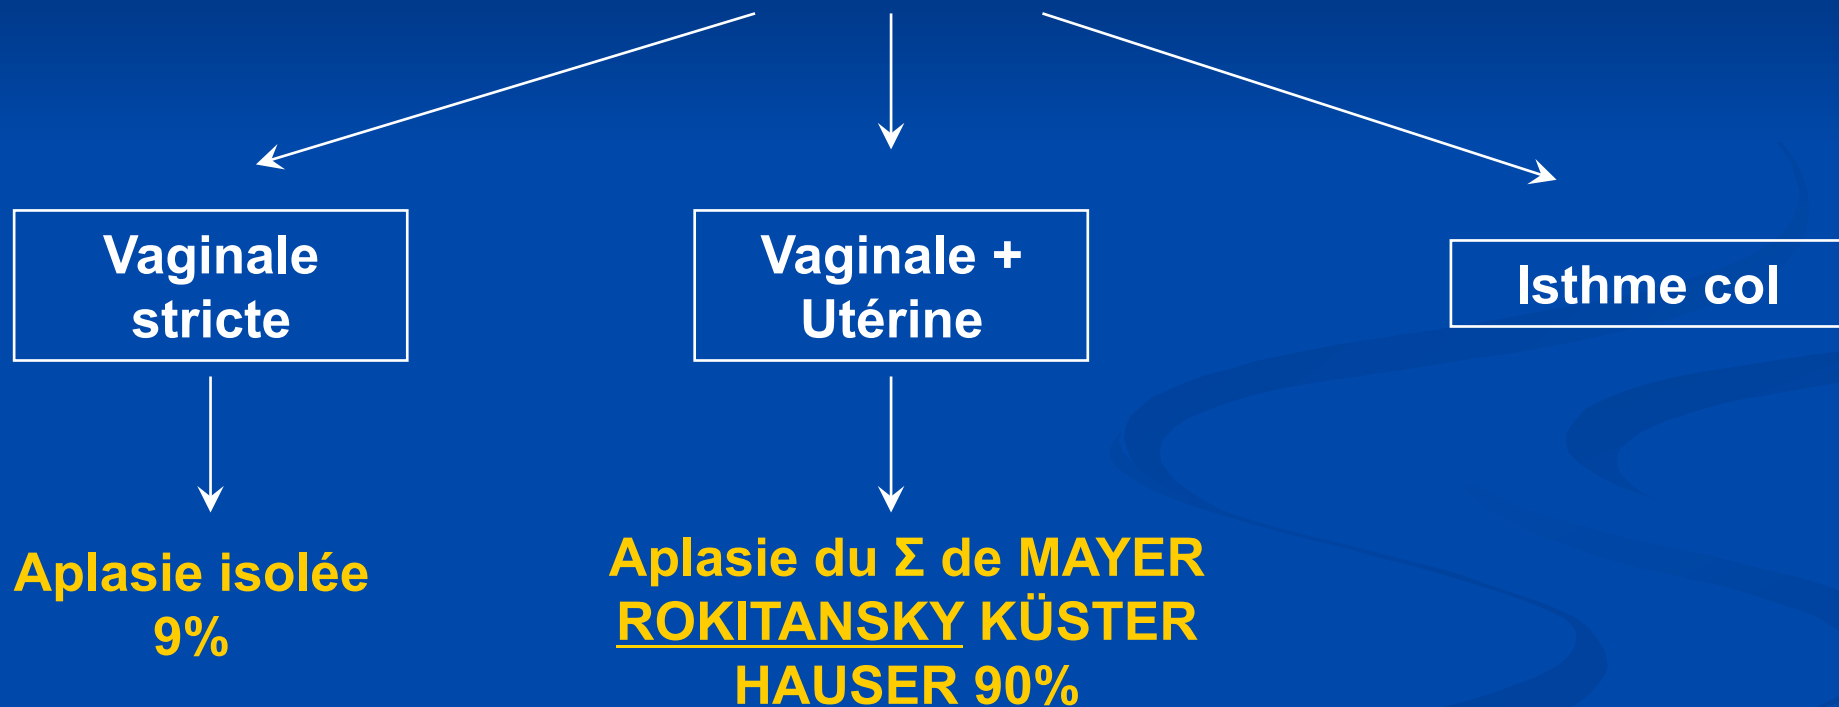 Vaginale
stricte
Vaginale +
Utérine
Isthme col
Aplasie isolée
9%
Aplasie du Σ de MAYER
ROKITANSKY KÜSTER
HAUSER 90%